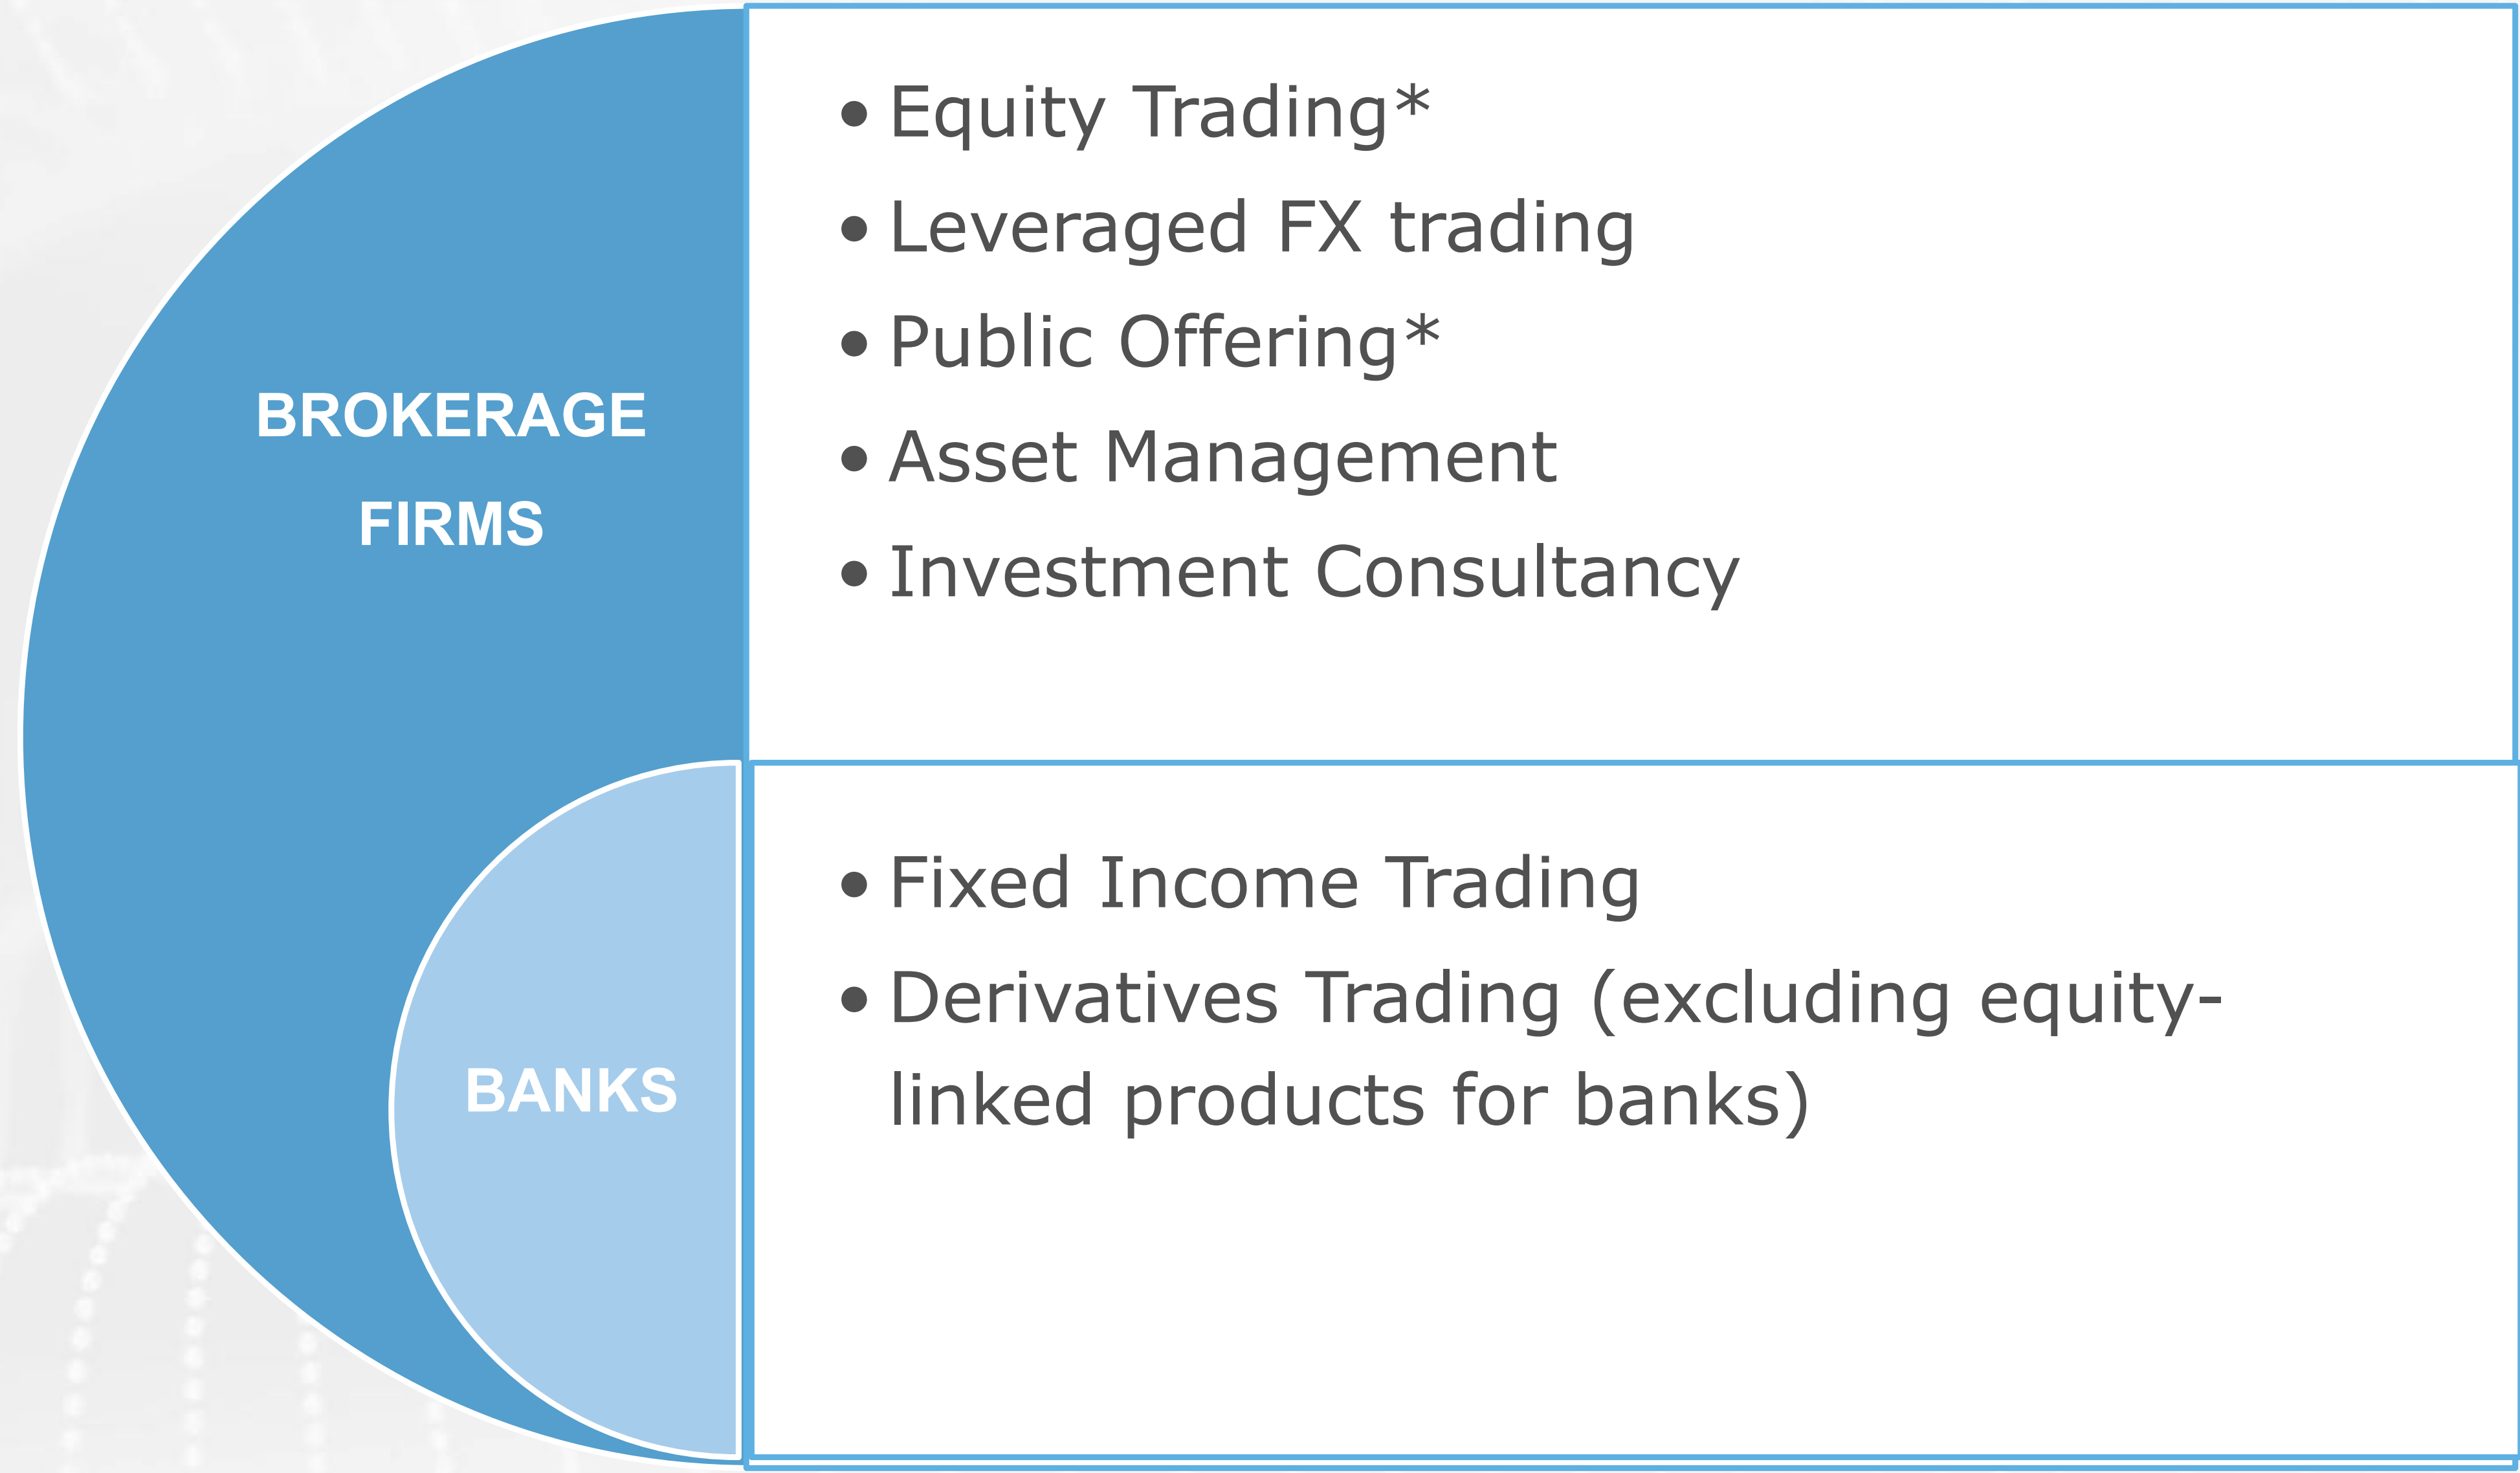 BROKERAGE
FIRMS
• Equity Trading*
• Leveraged FX trading
• Public Offering*
• Asset Management
• Investment Consultancy
BANKS
• Fixed Income Trading
• Derivatives Trading (excluding equity-
linked products for banks)